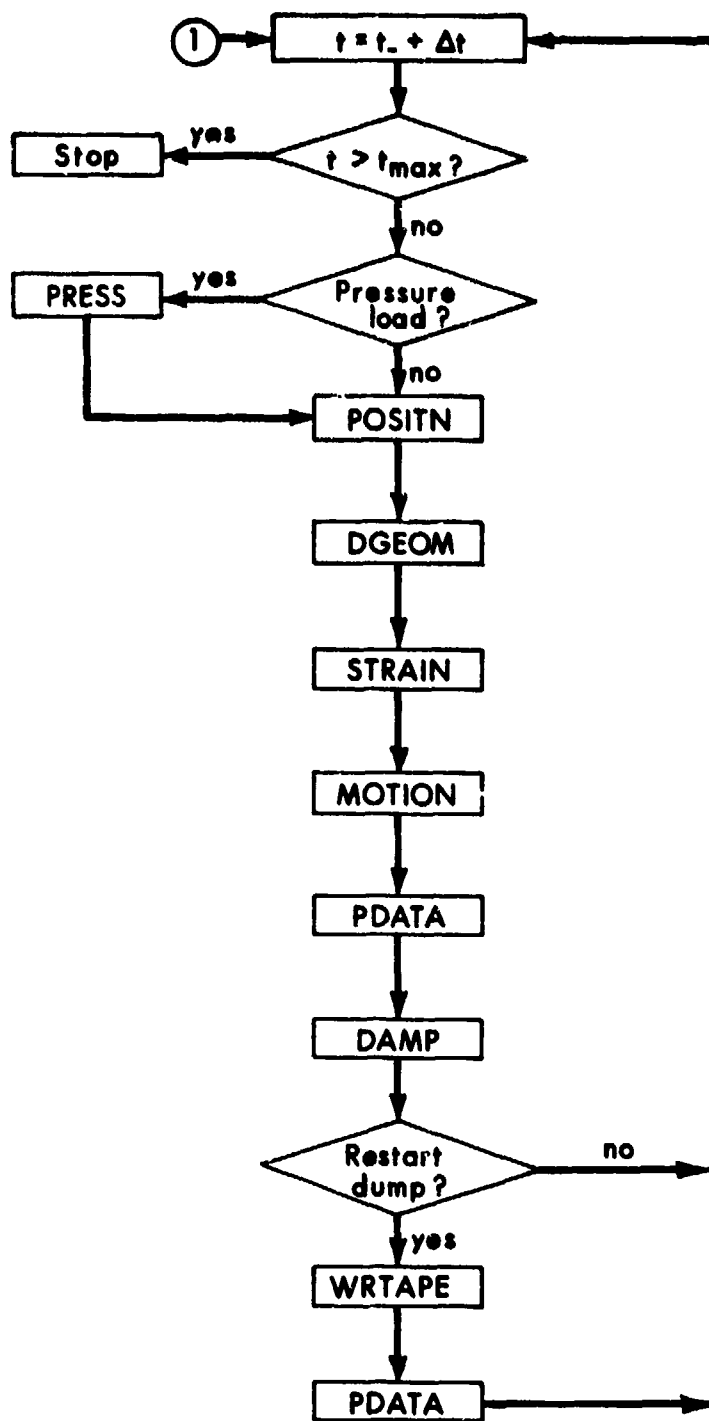 1
t = t_ + Δt
yes
Stop
t > tmax ?
no
yes
PRESS
Pressure
load ?
no
POSITN
DGEOM
STRAIN
MOTION
PDATA
DAMP
Restart
dump ?
no
yes
WRTAPE
PDATA